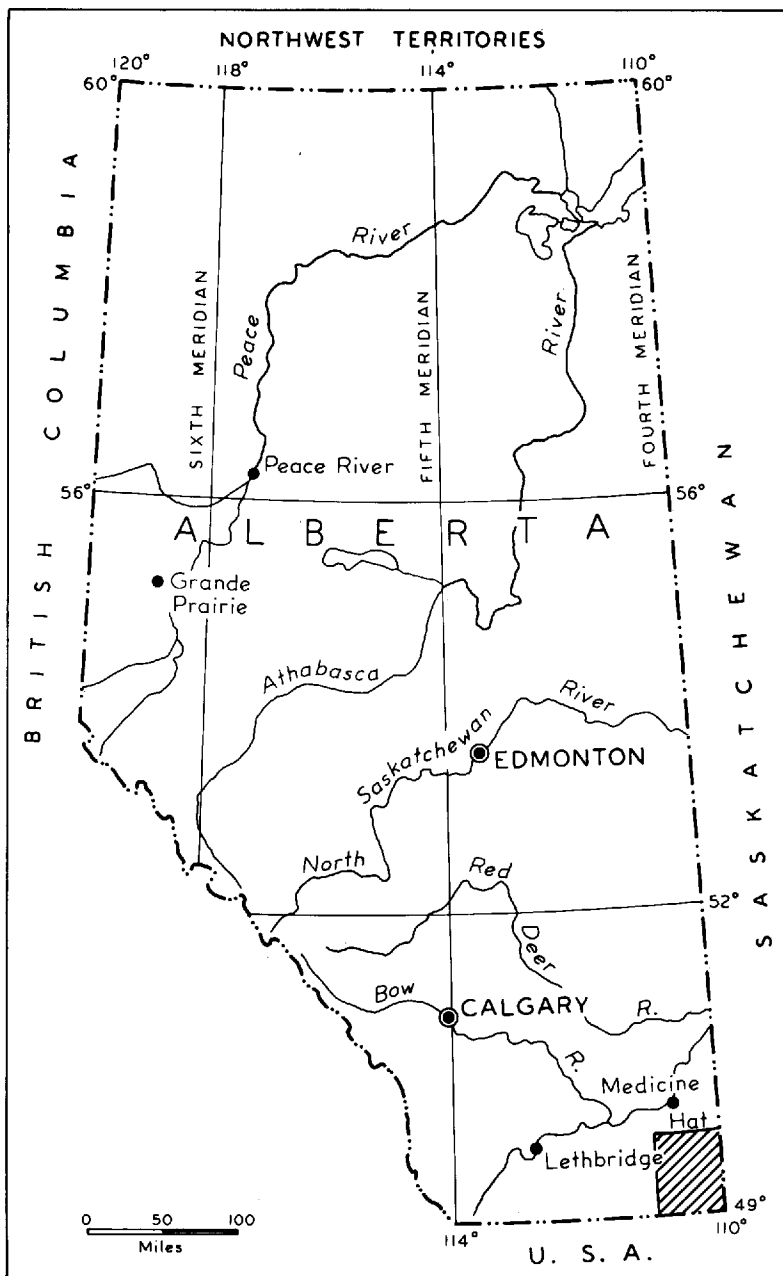 NORTHWEST TERRITORIES
120°
118°
114°
110°
60°
60°
BRITISH COLUMBIA
SIXTH MERIDIAN
FIFTH MERIDIAN
FOURTH MERIDIAN
Peace River
River
Peace River
56°
56°
ALBERTA
Grande
Prairie
Athabasca
North Saskatchewan River
EDMONTON
SASKATCHEWAN
Red Deer R.
52°
Bow R.
CALGARY
Medicine
Hat
Lethbridge
49°
110°
114°
U. S. A.
0 50 100
Miles